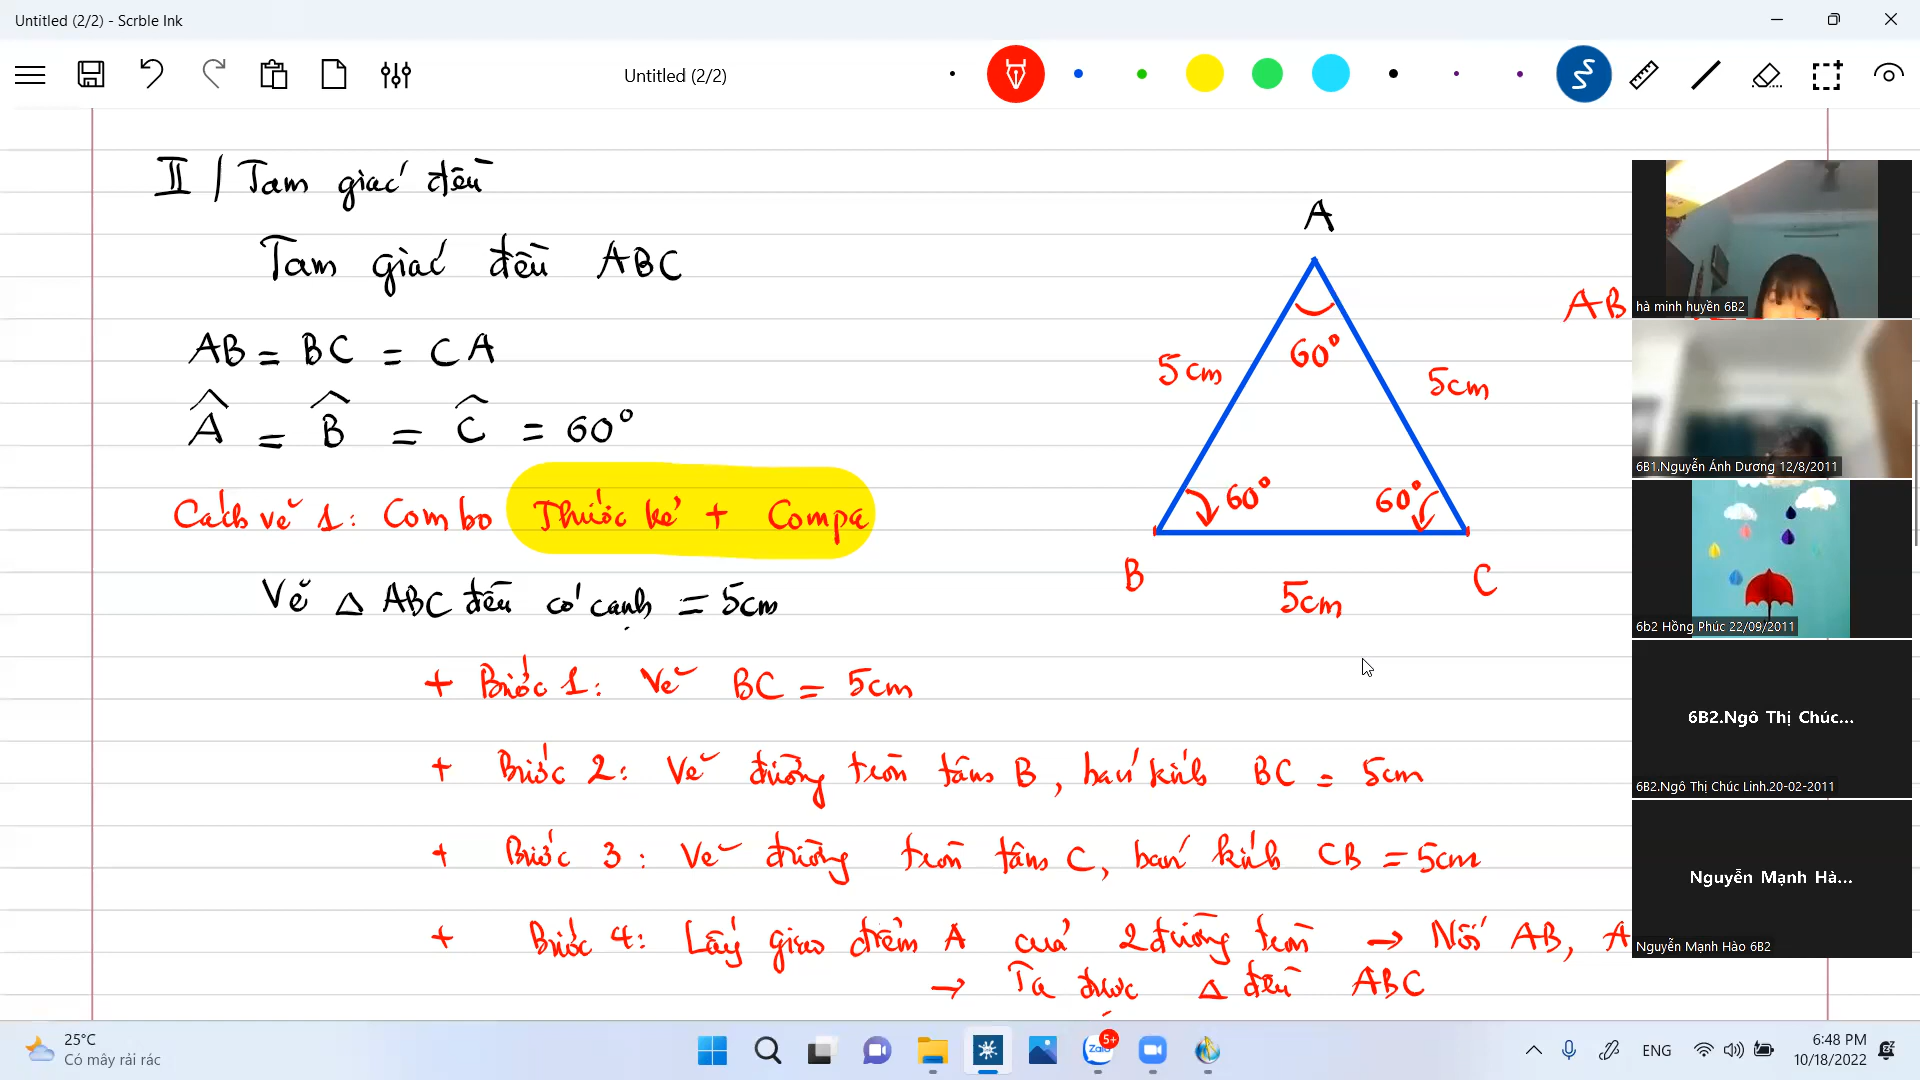 Untitled (2/2) - Scrble Ink
Untitled (2/2)
II / Tam giác đều
Tam giác đều ABC
AB = BC = CA
Â = B̂ = Ĉ = 60°
Cách vẽ 1: Combo Thước kẻ + Compa
Vẽ △ ABC đều có cạnh = 5cm
+ Bước 1: Vẽ BC = 5cm
+ Bước 2: Vẽ đường tròn tâm B, bán kính BC = 5cm
+ Bước 3: Vẽ đường tròn tâm C, bán kính CB = 5cm
+ Bước 4: Lấy giao điểm A của 2 đường tròn → Nối AB, A
→ Ta được △ đều ABC
A
60°
5cm
5cm
60°
60°
B
C
5cm
AB
hà minh huyền 6B2
6B1.Nguyễn Ánh Dương 12/8/2011
6b2 Hồng Phúc 22/09/2011
6B2.Ngô Thị Chúc...
6B2.Ngô Thị Chúc Linh.20-02-2011
Nguyễn Mạnh Hà...
Nguyễn Mạnh Hào 6B2
25°C
Có mây rải rác
Zalo
5+
ENG
6:48 PM
10/18/2022